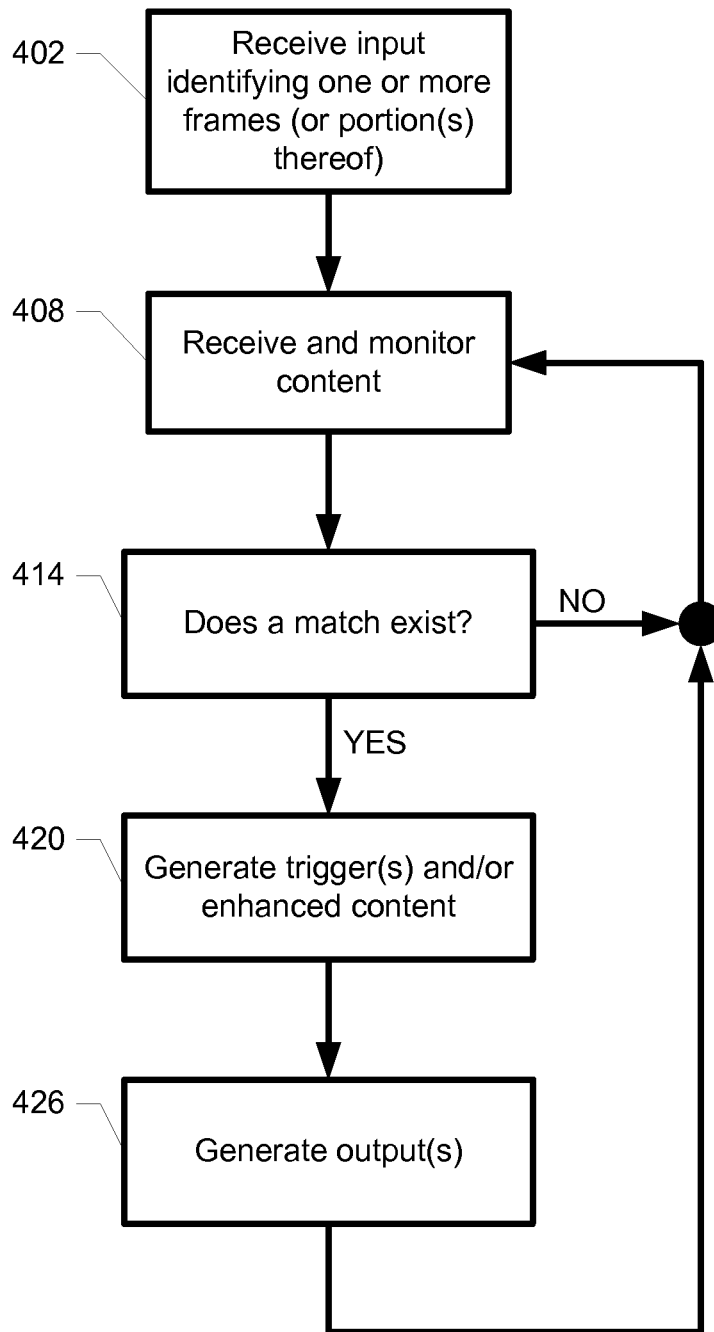 402
Receive input
identifying one or more
frames (or portion(s)
thereof)
408
Receive and monitor
content
414
Does a match exist?
NO
YES
420
Generate trigger(s) and/or
enhanced content
426
Generate output(s)